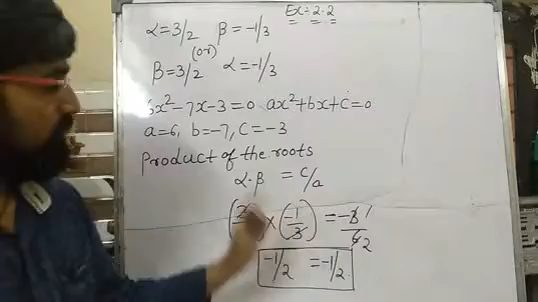 Ex:- 2.2
α=3/2 β=-1/3
(or)
β=3/2 α=-1/3
6x²-7x-3=0 ax²+bx+c=0
a=6, b=-7, c=-3
Product of the roots
α.β = c/a
×(-1/3) = -3/6 1 2
-1/2 = -1/2